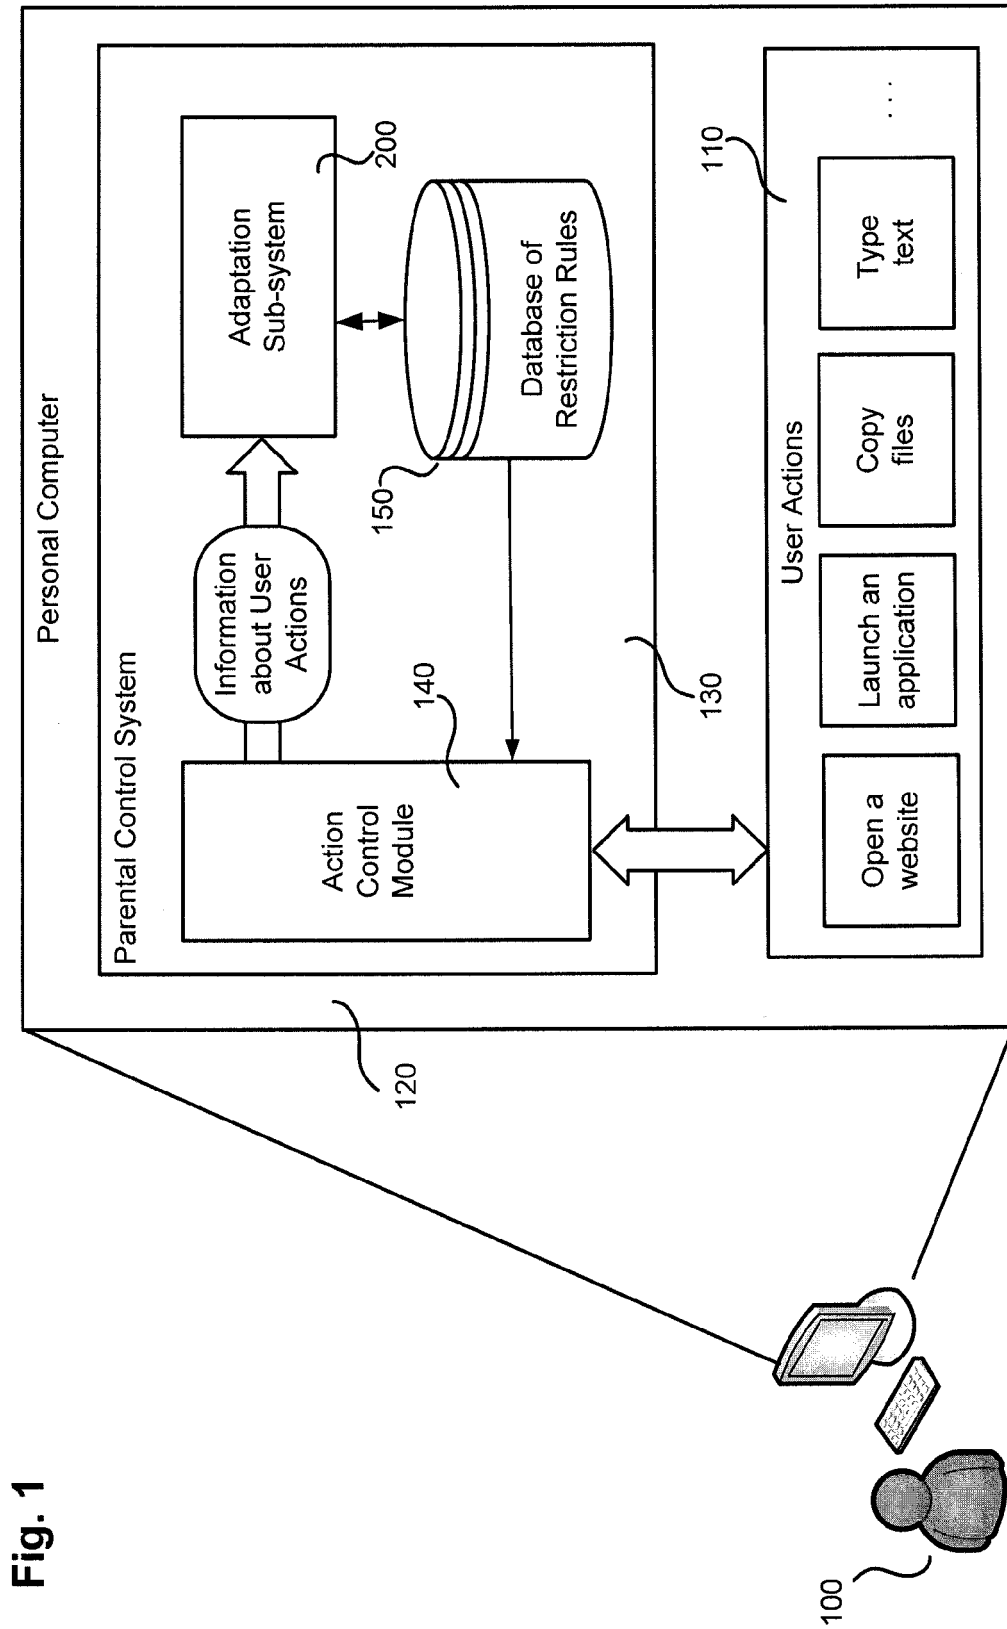 Fig. 1
Personal Computer
Parental Control System
Information
about User
Actions
Adaptation
Sub-system
200
Action
Control
Module
140
150
Database of
Restriction Rules
120
130
User Actions
110
Open a
website
Launch an
application
Copy
files
Type
text
. . .
100